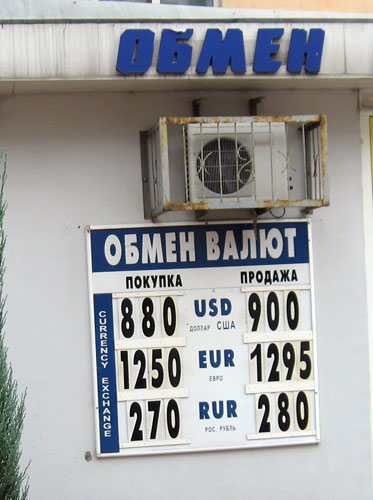 ОБМЕН
ОБМЕН ВАЛЮТ
ПОКУПКА ПРОДАЖА
CURRENCY EXCHANGE
880 USD 900
ДОЛЛАР США
1250 EUR 1295
ЕВРО
270 RUR 280
РОС. РУБЛЬ